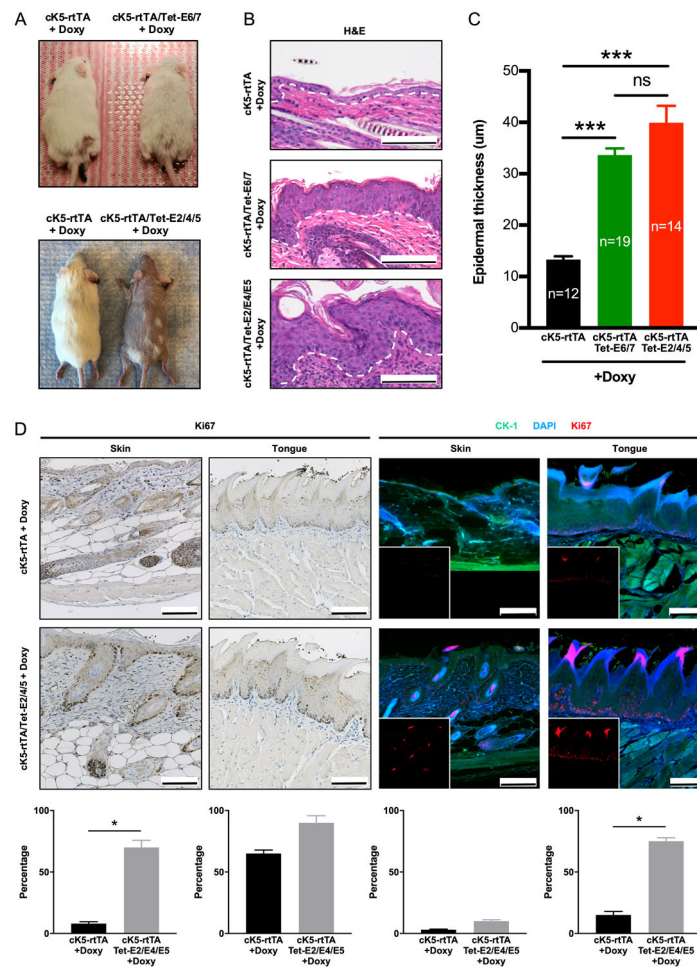 A
cK5-rtTA
+ Doxy
cK5-rtTA/Tet-E6/7
+ Doxy
cK5-rtTA
+ Doxy
cK5-rtTA/Tet-E2/4/5
+ Doxy
B
H&E
cK5-rtTA
+Doxy
cK5-rtTA/Tet-E6/7
+Doxy
cK5-rtTA/Tet-E2/E4/E5
+Doxy
C
Epidermal thickness (um)
50
40
30
20
10
0
***
ns
***
n=12
n=19
n=14
cK5-rtTA
cK5-rtTA
Tet-E6/7
cK5-rtTA
Tet-E2/4/5
+Doxy
D
Ki67
CK-1 DAPI Ki67
Skin
Tongue
Skin
Tongue
cK5-rtTA + Doxy
cK5-rtTA/Tet-E2/4/5 + Doxy
Percentage
100
50
0
*
cK5-rtTA
+Doxy
cK5-rtTA
Tet-E2/E4/E5
+Doxy
Percentage
100
50
0
cK5-rtTA
+Doxy
cK5-rtTA
Tet-E2/E4/E5
+Doxy
Percentage
100
50
0
cK5-rtTA
+Doxy
cK5-rtTA
Tet-E2/E4/E5
+Doxy
Percentage
100
50
0
*
cK5-rtTA
+Doxy
cK5-rtTA
Tet-E2/E4/E5
+Doxy